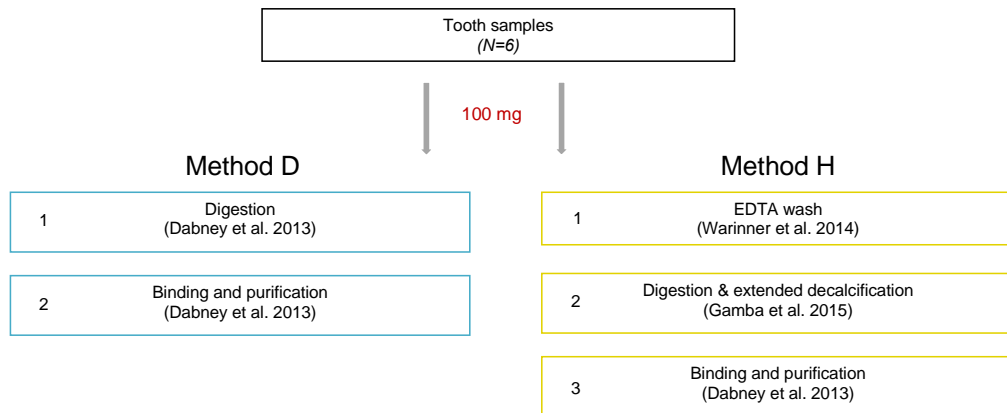 Tooth samples
(N=6)
100 mg
Method D
1
Digestion
(Dabney et al. 2013)
2
Binding and purification
(Dabney et al. 2013)
Method H
1
EDTA wash
(Warinner et al. 2014)
2
Digestion & extended decalcification
(Gamba et al. 2015)
3
Binding and purification
(Dabney et al. 2013)